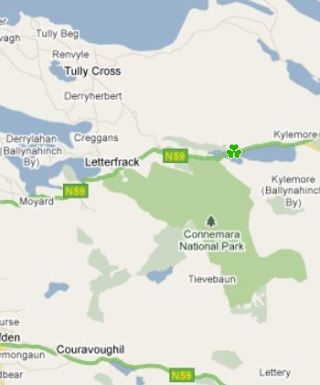 Tully Beg
Renvyle
Tully Cross
Derryherbert
Derrylahan
(Ballynahinch
By)
Creggans
Kylemore
Letterfrack
N59
N59
Moyard
Kylemore
(Ballynahinch
By)
Connemara
National Park
Tievebaun
Couravoughil
N59
Lettery